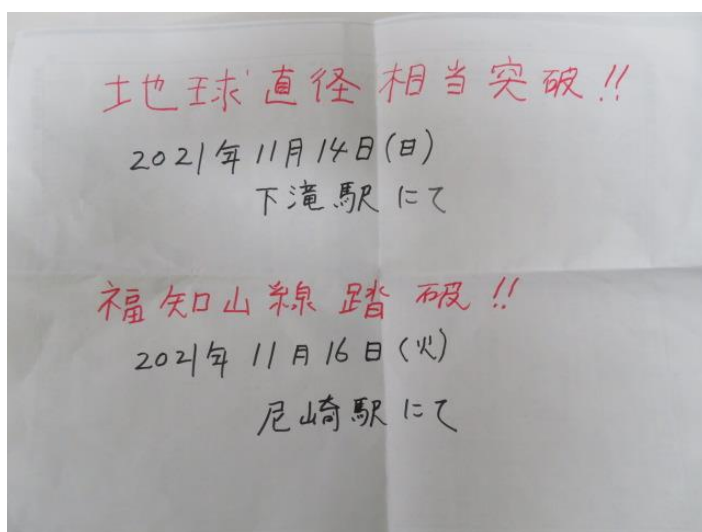 地球直径相当突破!!
2021年11月14日(日)
下滝駅にて
福知山線踏破!!
2021年11月16日(火)
尼崎駅にて